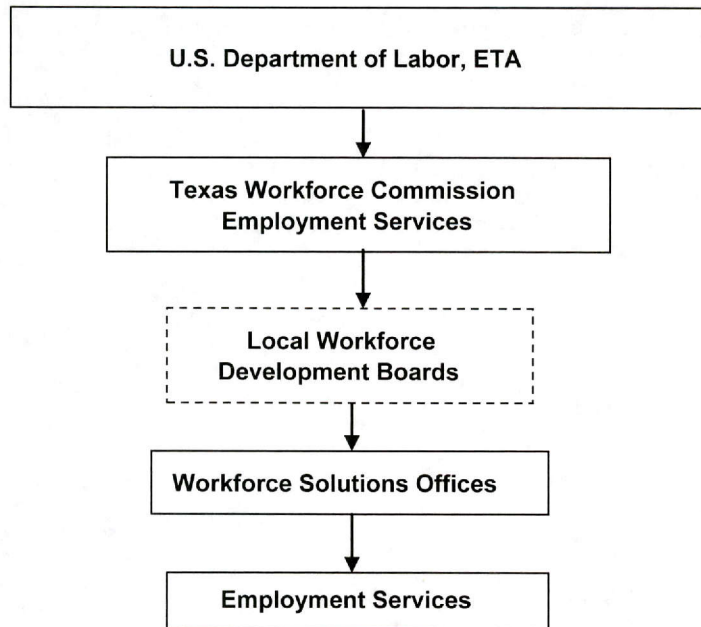 U.S. Department of Labor, ETA
Texas Workforce Commission
Employment Services
Local Workforce
Development Boards
Workforce Solutions Offices
Employment Services